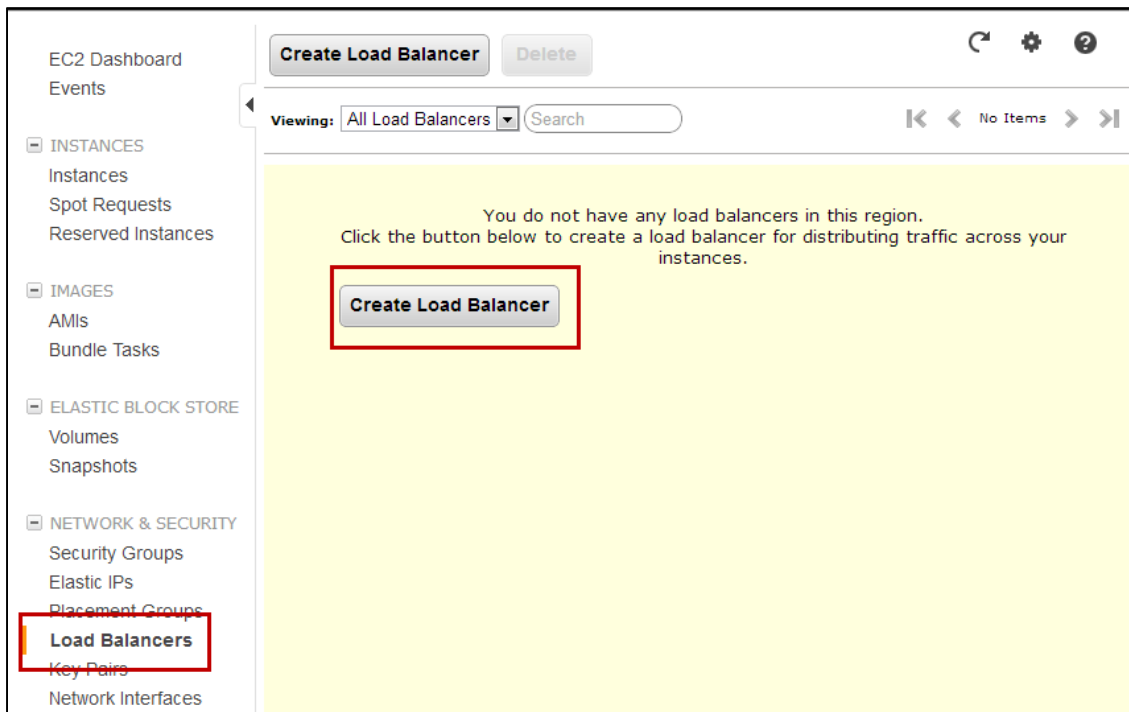 EC2 Dashboard
Events
INSTANCES
Instances
Spot Requests
Reserved Instances
IMAGES
AMIs
Bundle Tasks
ELASTIC BLOCK STORE
Volumes
Snapshots
NETWORK & SECURITY
Security Groups
Elastic IPs
Placement Groups
Load Balancers
Key Pairs
Network Interfaces
Create Load Balancer Delete
Viewing: All Load Balancers Search No Items
You do not have any load balancers in this region.
Click the button below to create a load balancer for distributing traffic across your
instances.
Create Load Balancer